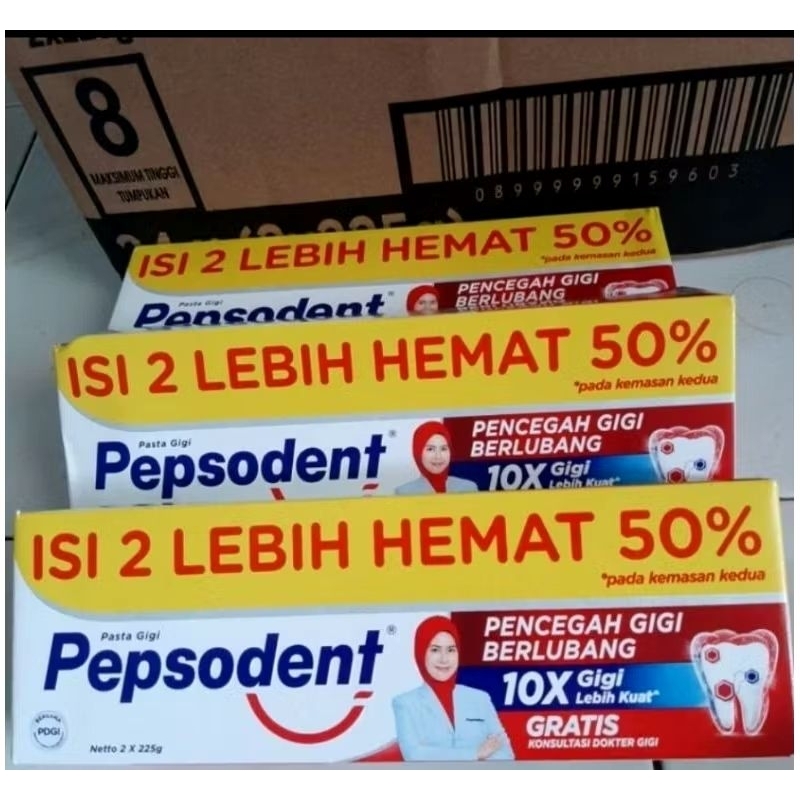 8
MAKSIMUM TINGGI
TUMPUKAN
08999999159603
ISI 2 LEBIH HEMAT 50%
*pada kemasan kedua
Pasta Gigi
Pepsodent
PENCEGAH GIGI
BERLUBANG
ISI 2 LEBIH HEMAT 50%
*pada kemasan kedua
Pasta Gigi
Pepsodent®
PENCEGAH GIGI
BERLUBANG
10X Gigi
Lebih Kuat^
ISI 2 LEBIH HEMAT 50%
*pada kemasan kedua
Pasta Gigi
Pepsodent®
PENCEGAH GIGI
BERLUBANG
10X Gigi
Lebih Kuat^
GRATIS
KONSULTASI DOKTER GIGI
BERSAMA
PDGI
Netto 2 X 225g